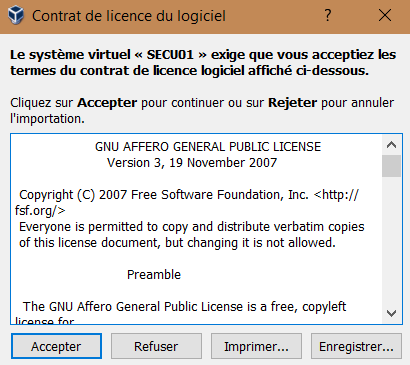 Contrat de licence du logiciel
Le système virtuel « SECU01 » exige que vous acceptiez les
termes du contrat de licence logiciel affiché ci-dessous.
Cliquez sur Accepter pour continuer ou sur Rejeter pour annuler
l'importation.
GNU AFFERO GENERAL PUBLIC LICENSE
Version 3, 19 November 2007
Copyright (C) 2007 Free Software Foundation, Inc. <http://
fsf.org/>
Everyone is permitted to copy and distribute verbatim copies
of this license document, but changing it is not allowed.
Preamble
The GNU Affero General Public License is a free, copyleft
license for
Accepter
Refuser
Imprimer...
Enregistrer...